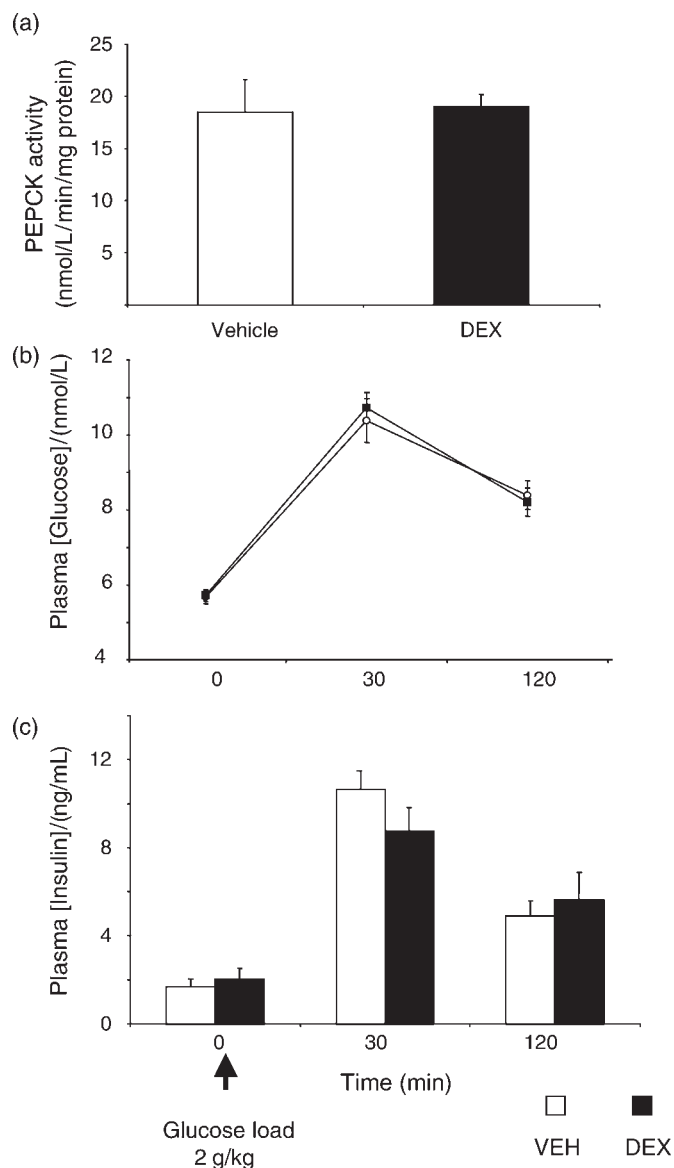 (a)
PEPCK activity
(nmol/L/min/mg protein)
25
20
15
10
5
Vehicle
DEX
(b)
Plasma [Glucose]/(nmol/L)
12
10
8
6
4
0
30
120
(c)
Plasma [Insulin]/(ng/mL)
12
8
4
0
0
30
120
Time (min)
Glucose load
2 g/kg
VEH
DEX